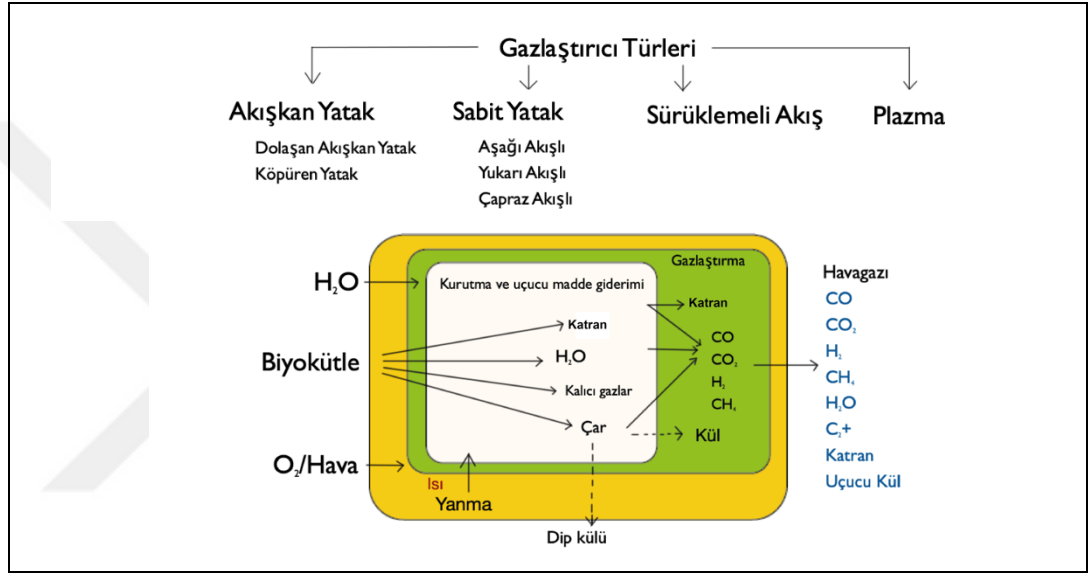 Gazlaştırıcı Türleri
Akışkan Yatak
Dolaşan Akışkan Yatak
Köpüren Yatak
Sabit Yatak
Aşağı Akışlı
Yukarı Akışlı
Çapraz Akışlı
Sürüklemeli Akış
Plazma
H₂O
Biyokütle
O₂/Hava
Kurutma ve uçucu madde giderimi
Katran
H₂O
Kalıcı gazlar
Çar
Isı
Yanma
Dip külü
Gazlaştırma
Katran
CO
CO₂
H₂
CH₄
Kül
Havagazı
CO
CO₂
H₂
CH₄
H₂O
C₂+
Katran
Uçucu Kül